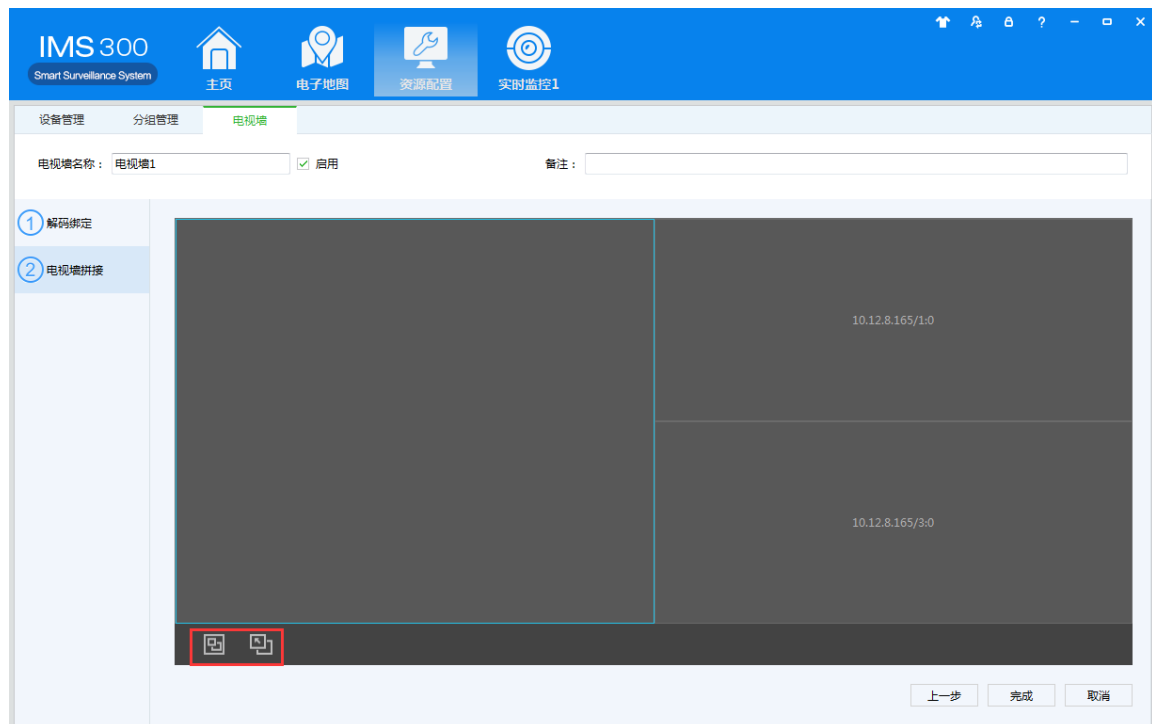 IMS 300
Smart Surveillance System
主页
电子地图
资源配置
实时监控1
?
设备管理
分组管理
电视墙
电视墙名称：
电视墙1
启用
备注：
1 解码绑定
2 电视墙拼接
10.12.8.165/1:0
10.12.8.165/3:0
上一步
完成
取消